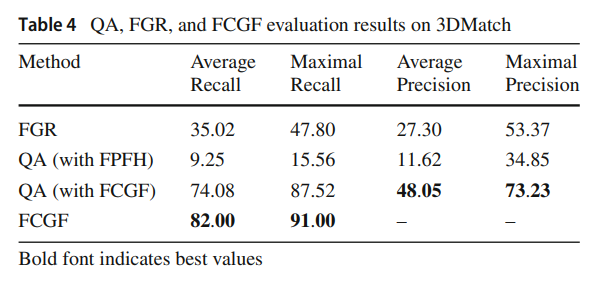 Table 4 QA, FGR, and FCGF evaluation results on 3DMatch
Method Average Recall Maximal Recall Average Precision Maximal Precision
FGR 35.02 47.80 27.30 53.37
QA (with FPFH) 9.25 15.56 11.62 34.85
QA (with FCGF) 74.08 87.52 48.05 73.23
FCGF 82.00 91.00 – –
Bold font indicates best values